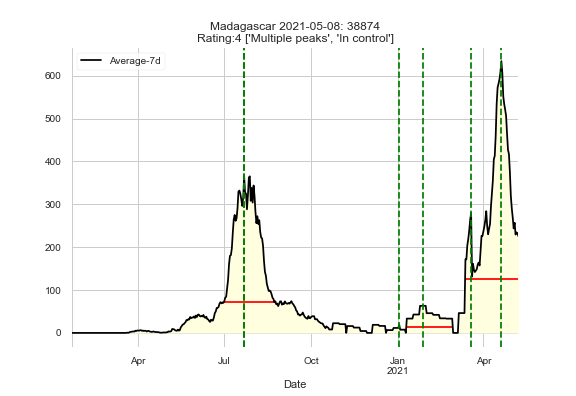 Madagascar 2021-05-08: 38874
Rating:4 ['Multiple peaks', 'In control']
Average-7d
600
500
400
300
200
100
0
Apr Jul Oct Jan Apr
2021
Date